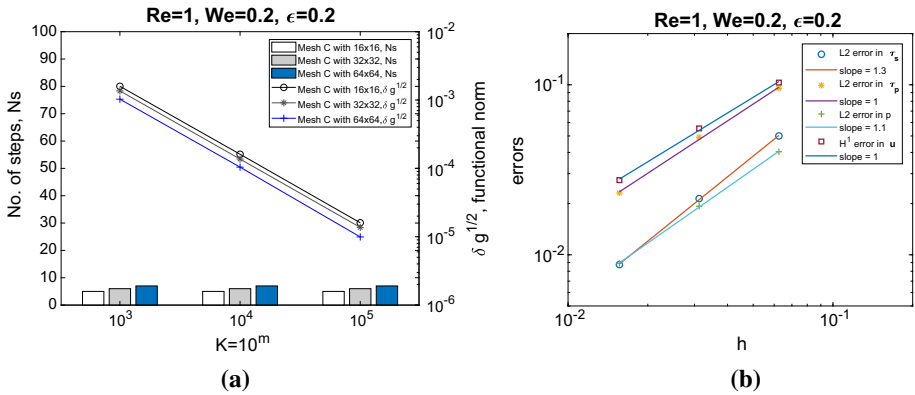 Re=1, We=0.2, ϵ=0.2
No. of steps, Ns
100
90
80
70
60
50
40
30
20
10
0
Mesh C with 16x16, Ns
Mesh C with 32x32, Ns
Mesh C with 64x64, Ns
Mesh C with 16x16,δ g^1/2
Mesh C with 32x32,δ g^1/2
Mesh C with 64x64,δ g^1/2
10^-2
10^-3
10^-4
10^-5
10^-6
δ g^1/2, functional norm
10^3 10^4 10^5
K=10^m
(a)
Re=1, We=0.2, ϵ=0.2
errors
10^-1
10^-2
L2 error in τ_s
slope = 1.3
L2 error in τ_p
slope = 1
L2 error in p
slope = 1.1
H^1 error in u
slope = 1
10^-2 10^-1
h
(b)